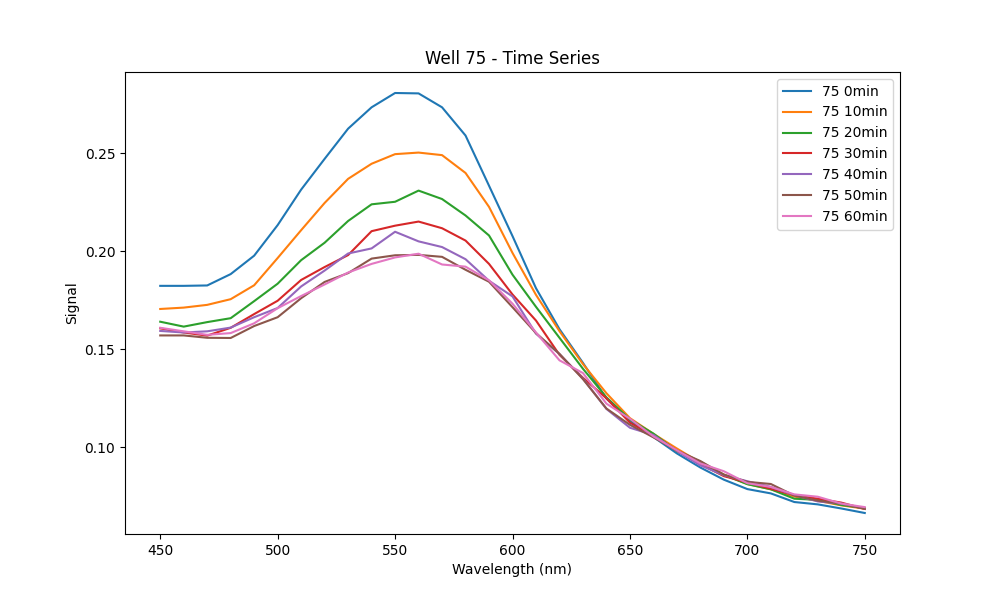 Well 75 - Time Series
75 0min
75 10min
75 20min
75 30min
75 40min
75 50min
75 60min
Signal
0.25
0.20
0.15
0.10
450 500 550 600 650 700 750
Wavelength (nm)